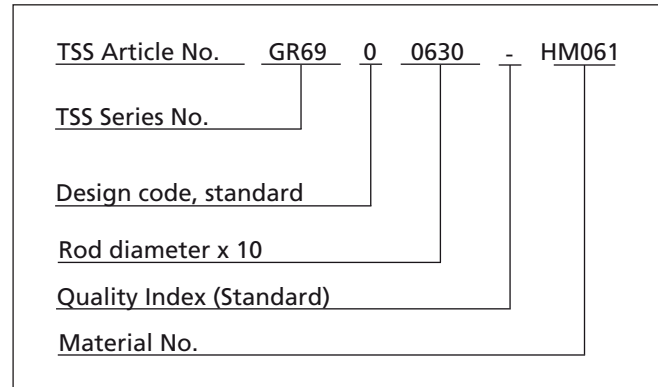 TSS Article No. GR69 0 0630 - HM061
TSS Series No.
Design code, standard
Rod diameter x 10
Quality Index (Standard)
Material No.